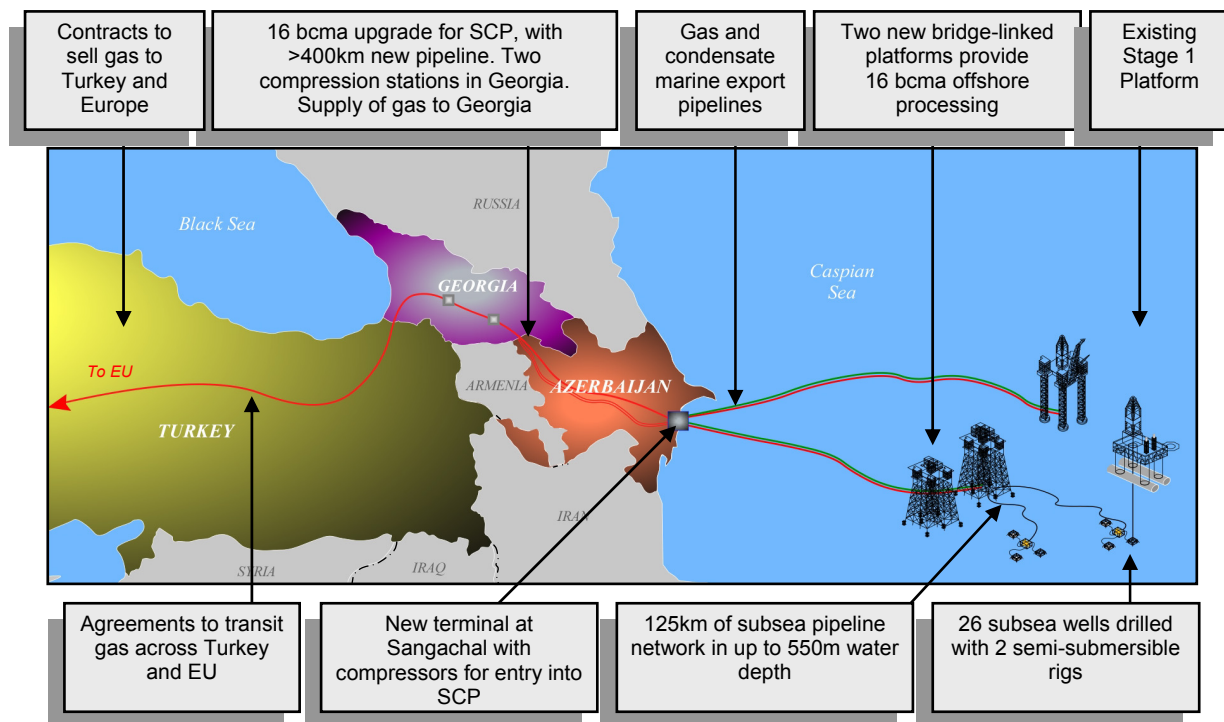 Contracts to
sell gas to
Turkey and
Europe
16 bcma upgrade for SCP, with
>400km new pipeline. Two
compression stations in Georgia.
Supply of gas to Georgia
Gas and
condensate
marine export
pipelines
Two new bridge-linked
platforms provide
16 bcma offshore
processing
Existing
Stage 1
Platform
RUSSIA
Black Sea
Caspian
Sea
GEORGIA
To EU
ARMENIA
AZERBAIJAN
TURKEY
IRAN
SYRIA
IRAQ
Agreements to transit
gas across Turkey
and EU
New terminal at
Sangachal with
compressors for entry into
SCP
125km of subsea pipeline
network in up to 550m water
depth
26 subsea wells drilled
with 2 semi-submersible
rigs